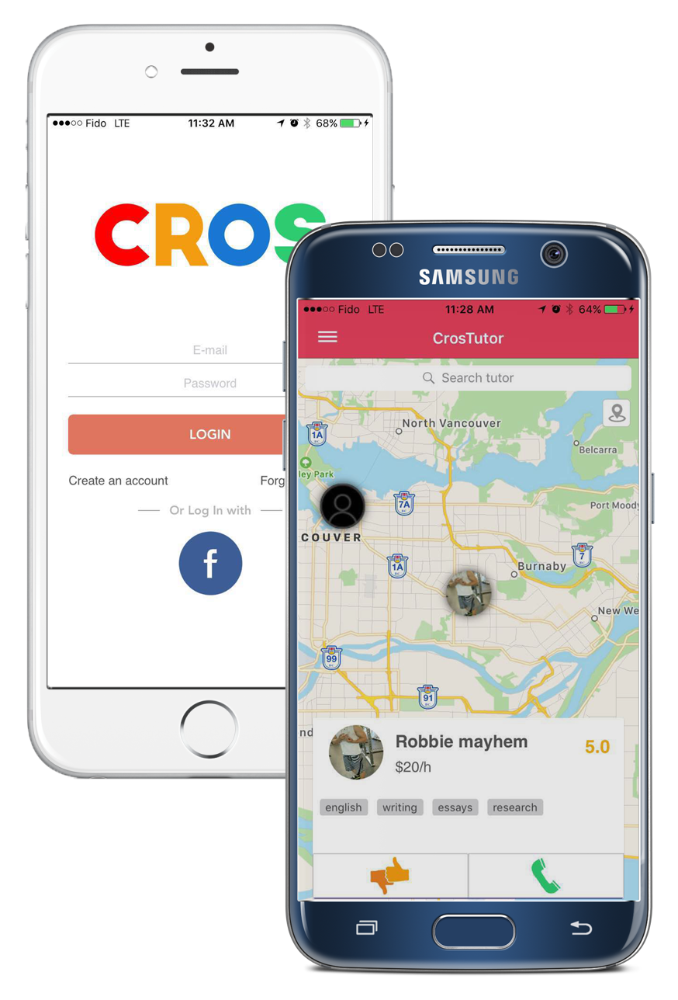 Fido LTE 11:32 AM 68%
CROS
E-mail
Password
LOGIN
Create an account Forg
Or Log In with
f
SAMSUNG
Fido LTE 11:28 AM 64%
CrosTutor
Search tutor
North Vancouver
1A
Belcarra
ley Park
7A
Port Moody
COUVER
7
1A
Burnaby
New We
99
91
nd
Robbie mayhem
5.0
$20/h
english writing essays research